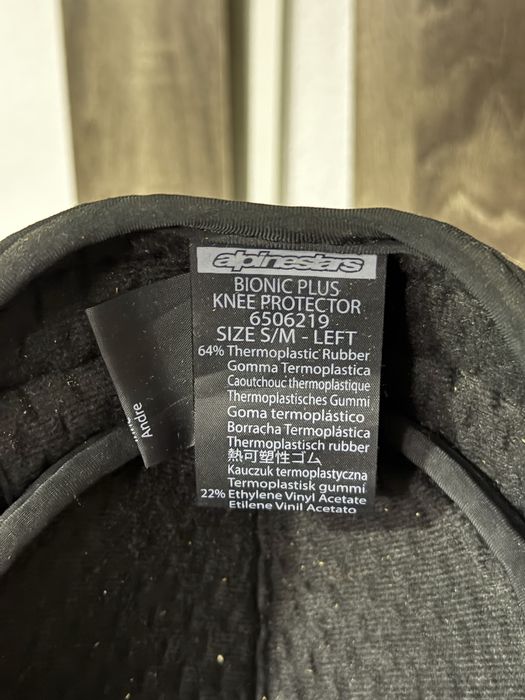 alpinestars
BIONIC PLUS
KNEE PROTECTOR
6506219
SIZE S/M - LEFT
64% Thermoplastic Rubber
Gomma Termoplastica
Caoutchouc thermoplastique
Thermoplastisches Gummi
Goma termoplástico
Borracha Termoplástica
Thermoplastisch rubber
熱可塑性ゴム
Kauczuk termoplastyczna
Termoplastisk gummi
22% Ethylene Vinyl Acetate
Etilene Vinil Acetato
Andre